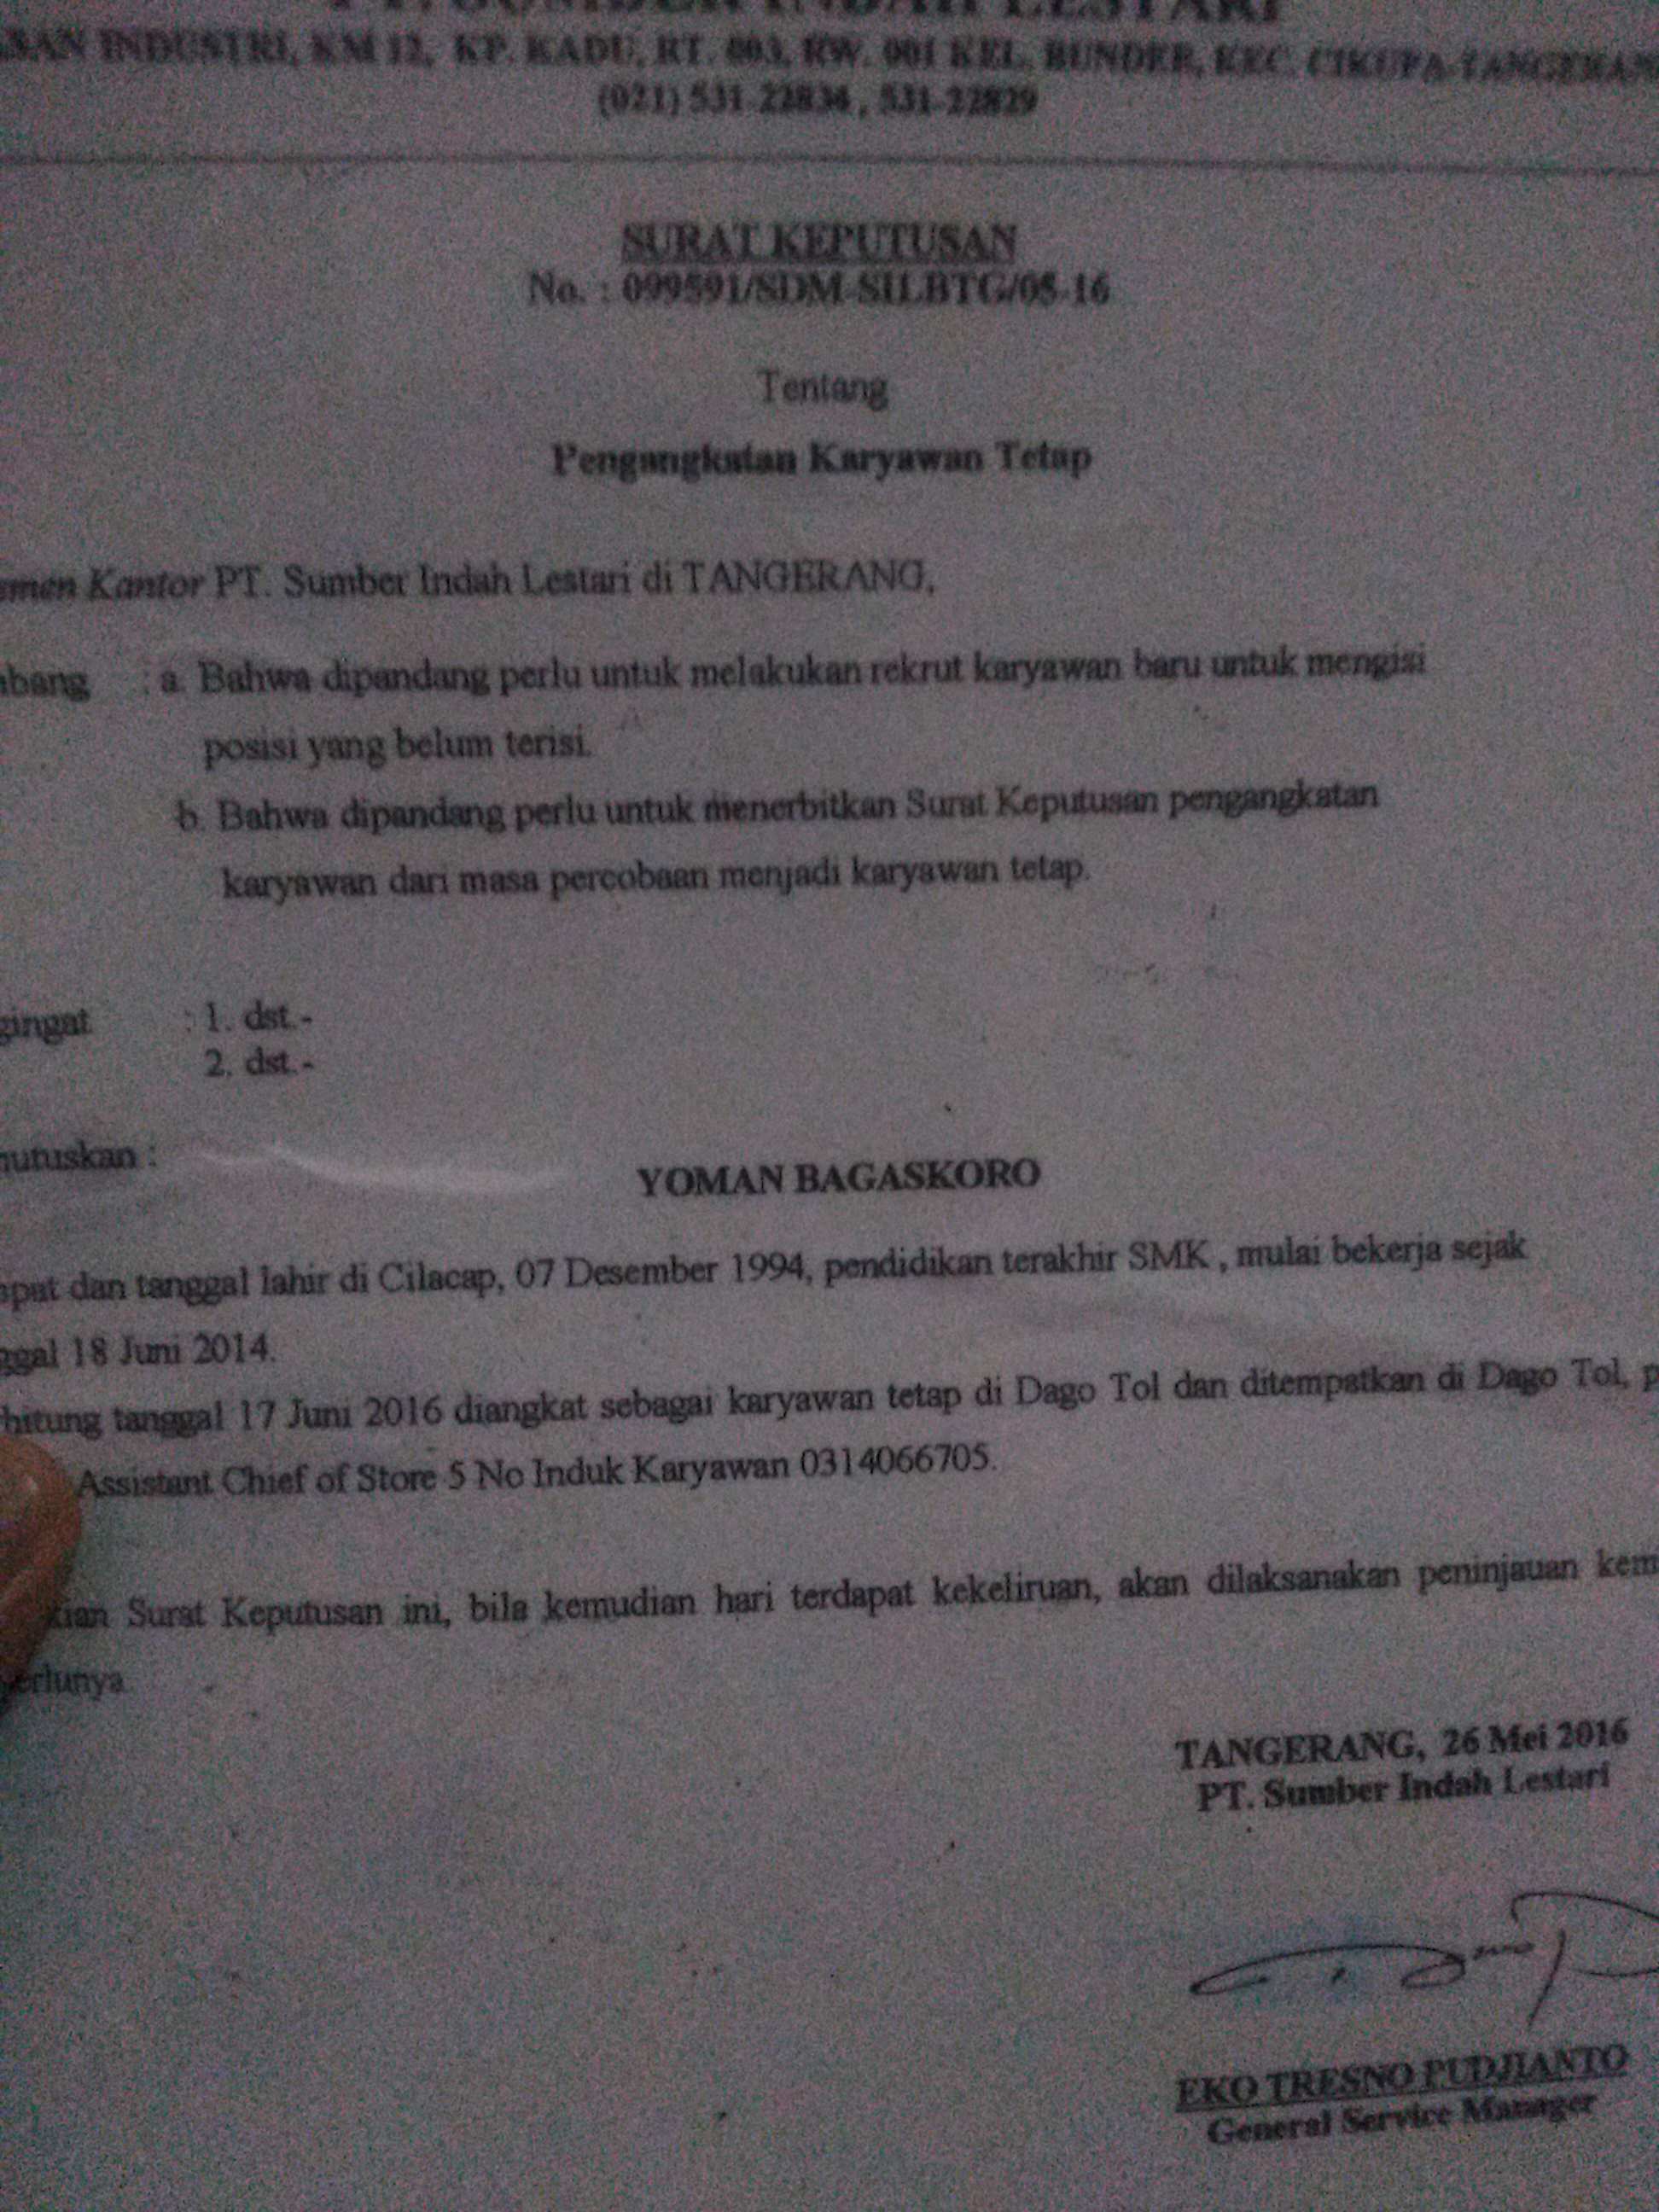 PT. SUMBER INDAH LESTARI
INDUSTRI, KM 12, KP. KADU, RT. 003, RW. 001 KEL. BUNDER, KEC. CIKUPA-TANGERANG
(021) 531-22834, 531-22829
SURAT KEPUTUSAN
No. : 099591/SDM-SILBTG/05-16
Tentang
Pengangkatan Karyawan Tetap
men Kantor PT. Sumber Indah Lestari di TANGERANG,
bang : a. Bahwa dipandang perlu untuk melakukan rekrut karyawan baru untuk mengisi
posisi yang belum terisi.
b. Bahwa dipandang perlu untuk menerbitkan Surat Keputusan pengangkatan
karyawan dari masa percobaan menjadi karyawan tetap.
gingat : 1. dst.-
2. dst.-
utuskan :
YOMAN BAGASKORO
pat dan tanggal lahir di Cilacap, 07 Desember 1994, pendidikan terakhir SMK , mulai bekerja sejak
ggal 18 Juni 2014.
hitung tanggal 17 Juni 2016 diangkat sebagai karyawan tetap di Dago Tol dan ditempatkan di Dago Tol, p
Assistant Chief of Store 5 No Induk Karyawan 0314066705.
kian Surat Keputusan ini, bila kemudian hari terdapat kekeliruan, akan dilaksanakan peninjauan kem
erlunya.
TANGERANG, 26 Mei 2016
PT. Sumber Indah Lestari
EKO TRESNO PUDJIANTO
General Service Manager